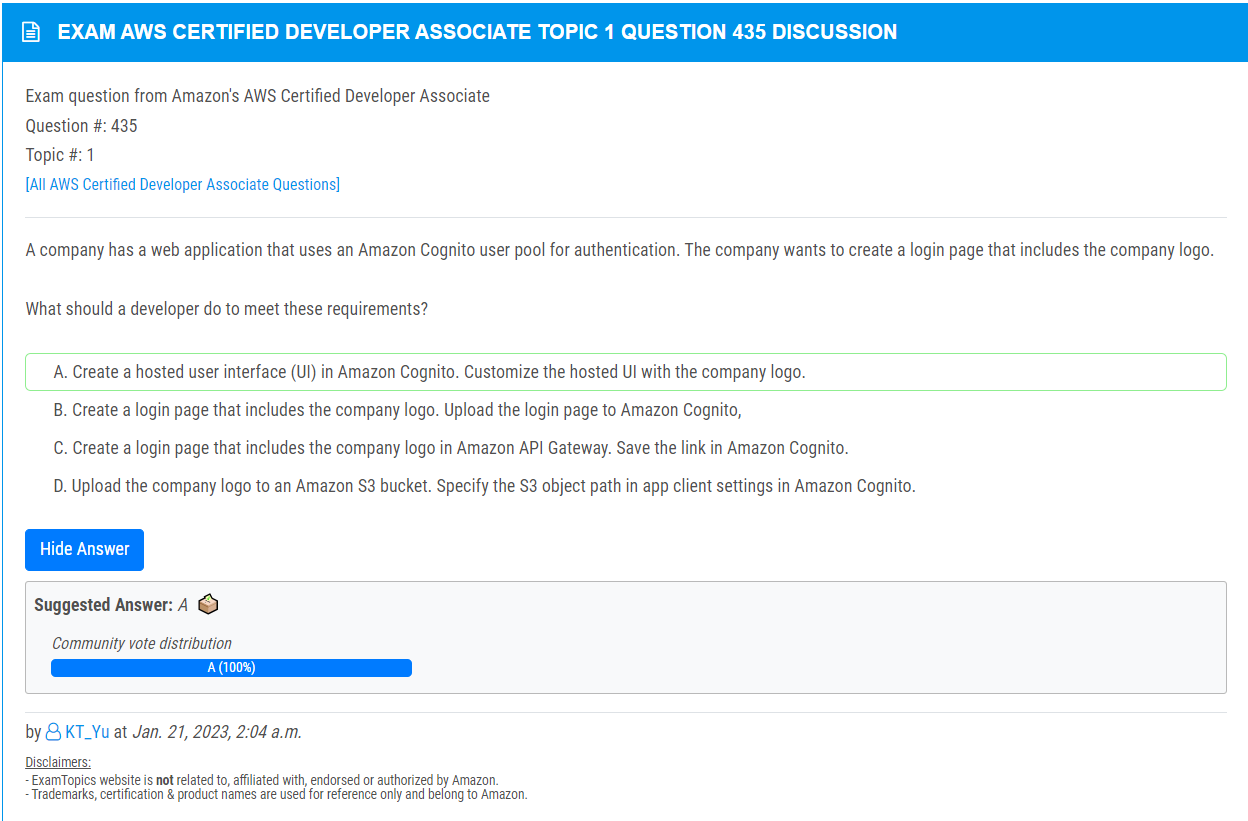 EXAM AWS CERTIFIED DEVELOPER ASSOCIATE TOPIC 1 QUESTION 435 DISCUSSION
Exam question from Amazon's AWS Certified Developer Associate
Question #: 435
Topic #: 1
[All AWS Certified Developer Associate Questions]
A company has a web application that uses an Amazon Cognito user pool for authentication. The company wants to create a login page that includes the company logo.
What should a developer do to meet these requirements?
A. Create a hosted user interface (UI) in Amazon Cognito. Customize the hosted UI with the company logo.
B. Create a login page that includes the company logo. Upload the login page to Amazon Cognito,
C. Create a login page that includes the company logo in Amazon API Gateway. Save the link in Amazon Cognito.
D. Upload the company logo to an Amazon S3 bucket. Specify the S3 object path in app client settings in Amazon Cognito.
Hide Answer
Suggested Answer: A
Community vote distribution
A (100%)
by KT_Yu at Jan. 21, 2023, 2:04 a.m.
Disclaimers:
- ExamTopics website is not related to, affiliated with, endorsed or authorized by Amazon.
- Trademarks, certification & product names are used for reference only and belong to Amazon.